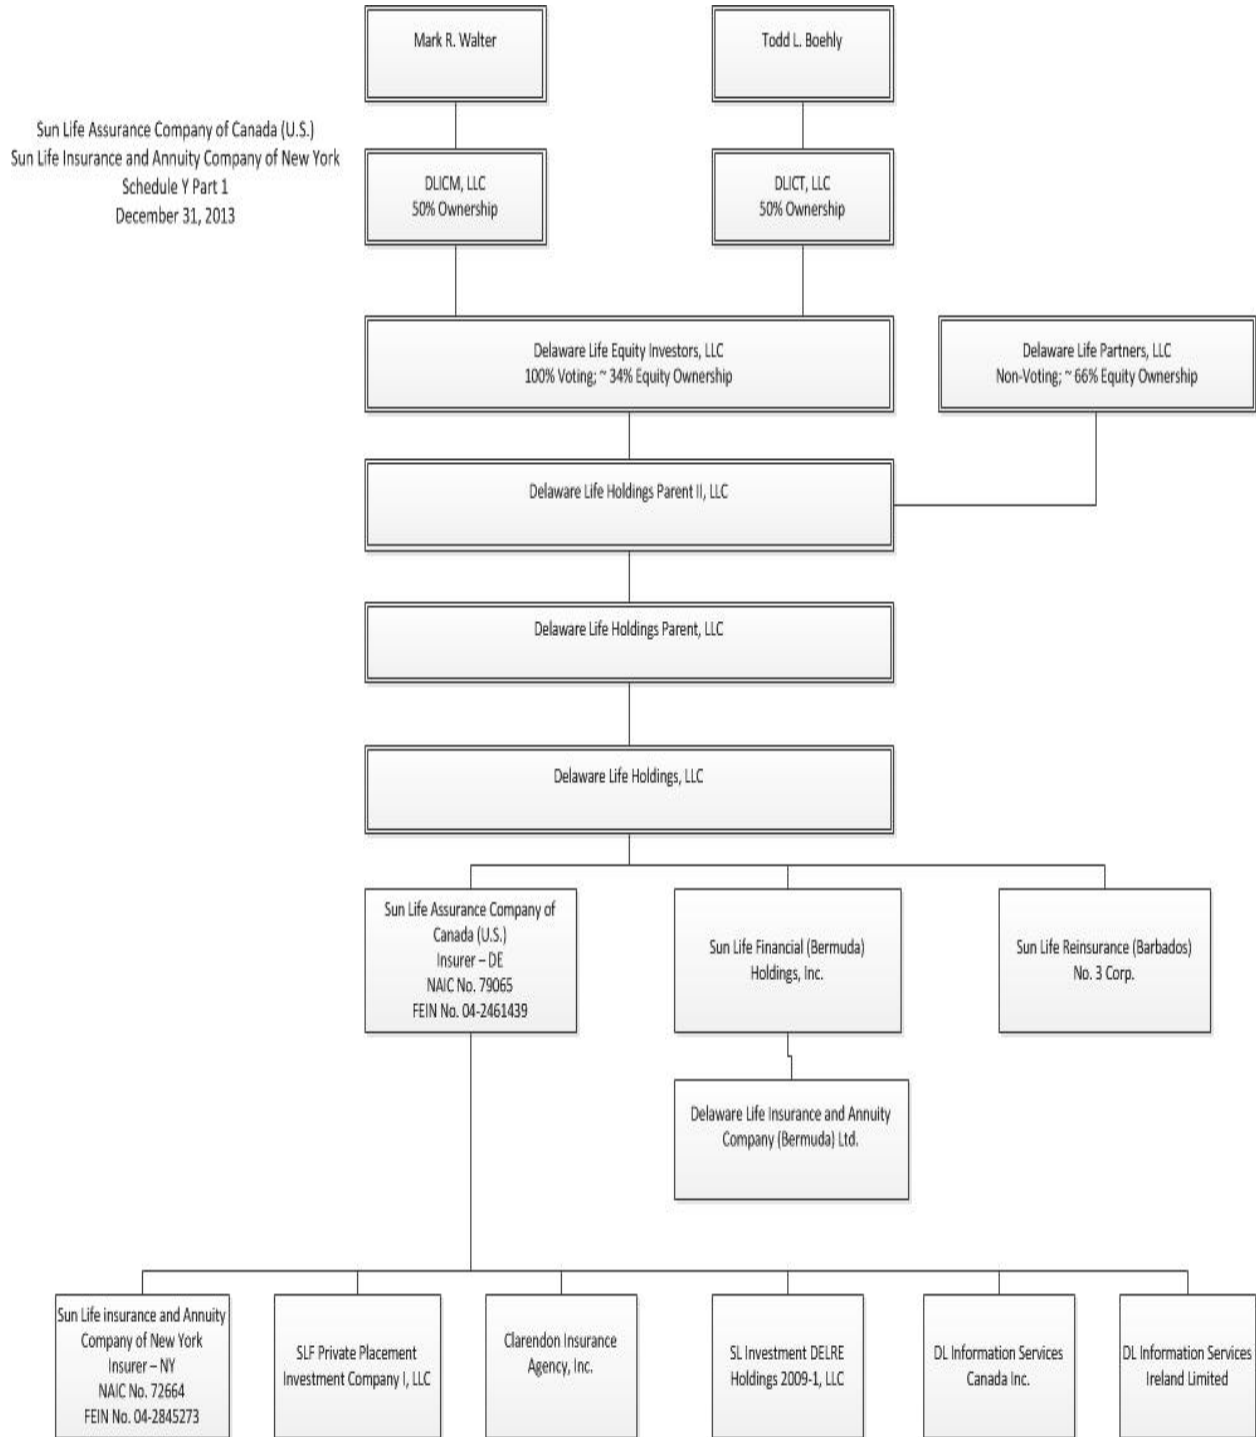 Mark R. Walter
Todd L. Boehly
Sun Life Assurance Company of Canada (U.S.)
Sun Life Insurance and Annuity Company of New York
Schedule Y Part 1
December 31, 2013
DLICM, LLC
50% Ownership
DLICT, LLC
50% Ownership
Delaware Life Equity Investors, LLC
100% Voting; ~ 34% Equity Ownership
Delaware Life Partners, LLC
Non-Voting; ~ 66% Equity Ownership
Delaware Life Holdings Parent II, LLC
Delaware Life Holdings Parent, LLC
Delaware Life Holdings, LLC
Sun Life Assurance Company of
Canada (U.S.)
Insurer – DE
NAIC No. 79065
FEIN No. 04-2461439
Sun Life Financial (Bermuda)
Holdings, Inc.
Sun Life Reinsurance (Barbados)
No. 3 Corp.
Delaware Life Insurance and Annuity
Company (Bermuda) Ltd.
Sun Life insurance and Annuity
Company of New York
Insurer – NY
NAIC No. 72664
FEIN No. 04-2845273
SLF Private Placement
Investment Company I, LLC
Clarendon Insurance
Agency, Inc.
SL Investment DELRE
Holdings 2009-1, LLC
DL Information Services
Canada Inc.
DL Information Services
Ireland Limited